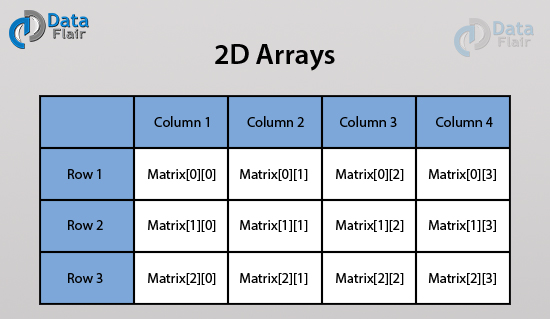 Data
Flair
Data
Flair
2D Arrays
Column 1 Column 2 Column 3 Column 4
Row 1 Matrix[0][0] Matrix[0][1] Matrix[0][2] Matrix[0][3]
Row 2 Matrix[1][0] Matrix[1][1] Matrix[1][2] Matrix[1][3]
Row 3 Matrix[2][0] Matrix[2][1] Matrix[2][2] Matrix[2][3]